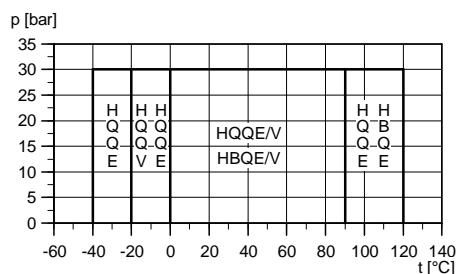 p [bar]
35
30
25
20
15
10
5
0
H H H H H
Q Q Q Q B
Q Q Q Q Q
E V E E E
HQQE/V
HBQE/V
-60 -40 -20 0 20 40 60 80 100 120 140
t [°C]